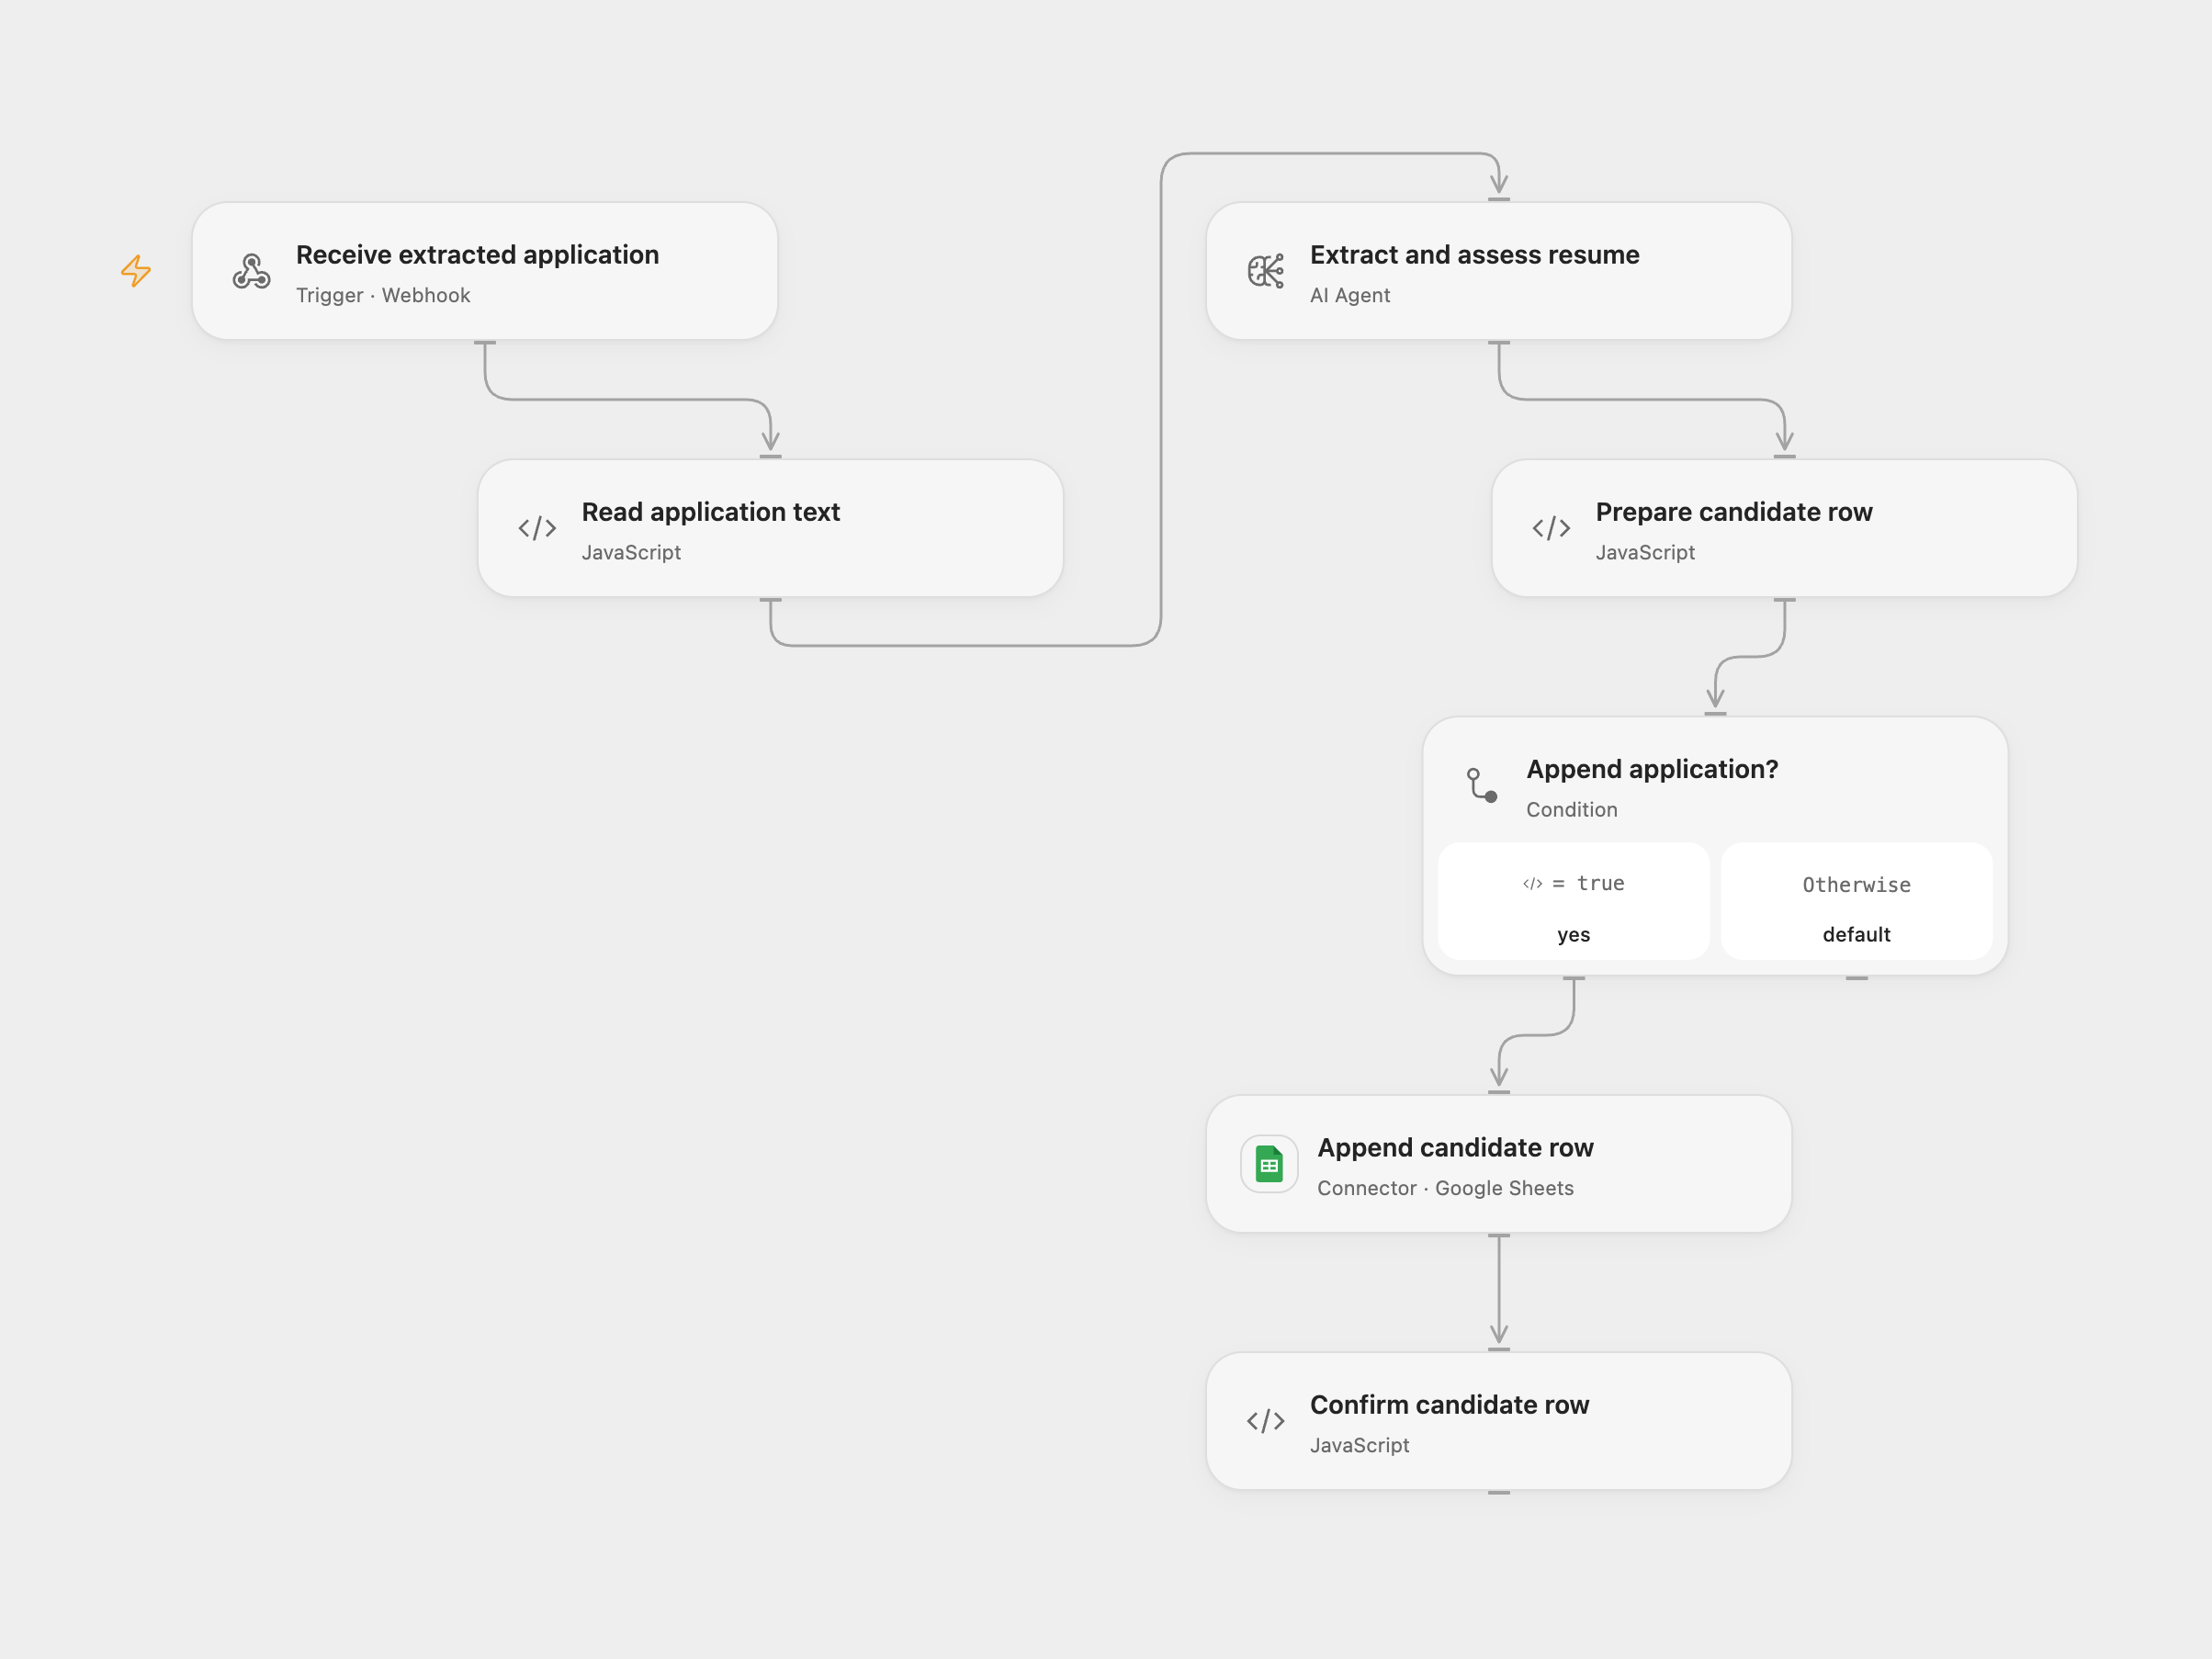 Receive extracted application
Trigger · Webhook
Read application text
JavaScript
Extract and assess resume
AI Agent
Prepare candidate row
JavaScript
Append application?
Condition
</> = true
yes
Otherwise
default
Append candidate row
Connector · Google Sheets
Confirm candidate row
JavaScript